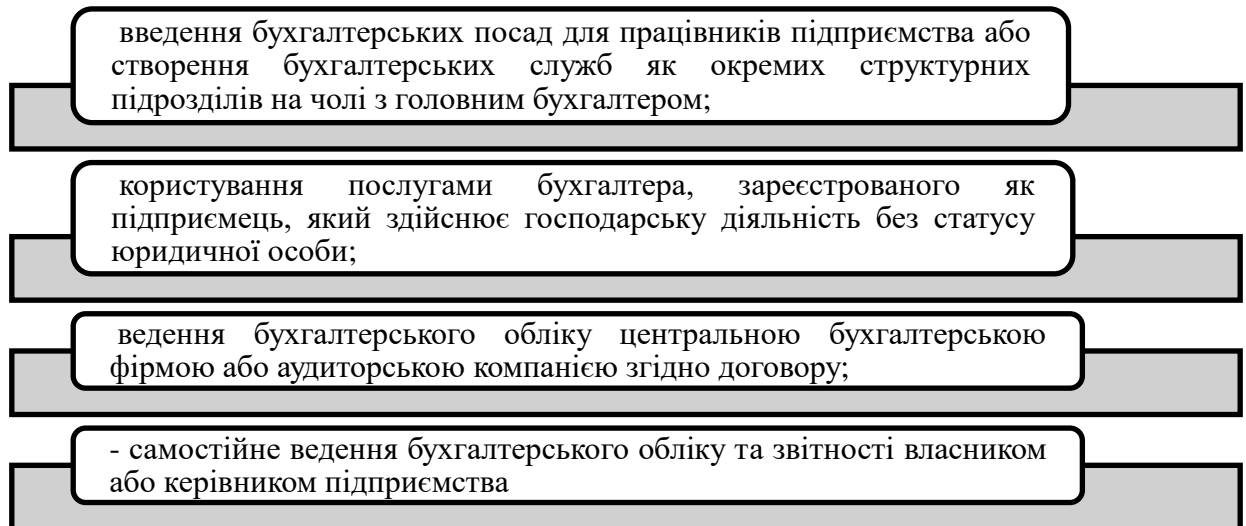 введення бухгалтерських посад для працівників підприємства або
створення бухгалтерських служб як окремих структурних
підрозділів на чолі з головним бухгалтером;
користування послугами бухгалтера, зареєстрованого як
підприємець, який здійснює господарську діяльність без статусу
юридичної особи;
ведення бухгалтерського обліку центральною бухгалтерською
фірмою або аудиторською компанією згідно договору;
- самостійне ведення бухгалтерського обліку та звітності власником
або керівником підприємства